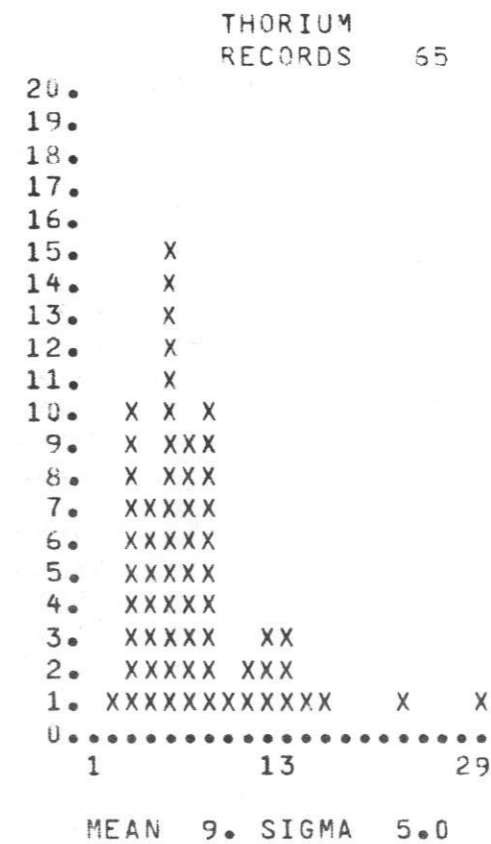 THORIUM
RECORDS 65
20.
19.
18.
17.
16.
15. X
14. X
13. X
12. X
11. X
10. X X X
9. X XXX
8. X XXX
7. XXXXX
6. XXXXX
5. XXXXX
4. XXXXX
3. XXXXX XX
2. XXXXX XXX
1. XXXXXXXXXXXX X X
0.....................
1 13 29
MEAN 9. SIGMA 5.0